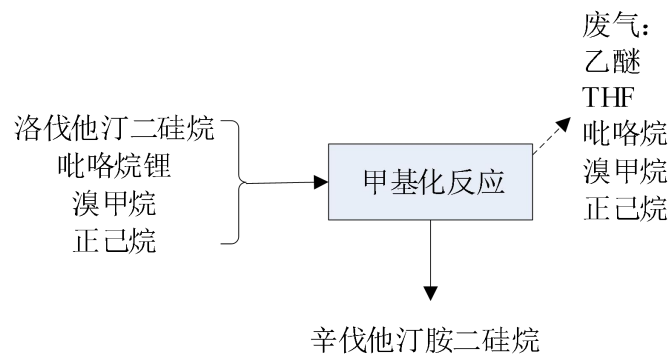 洛伐他汀二硅烷
吡咯烷锂
溴甲烷
正己烷
甲基化反应
废气：
乙醚
THF
吡咯烷
溴甲烷
正己烷
辛伐他汀胺二硅烷